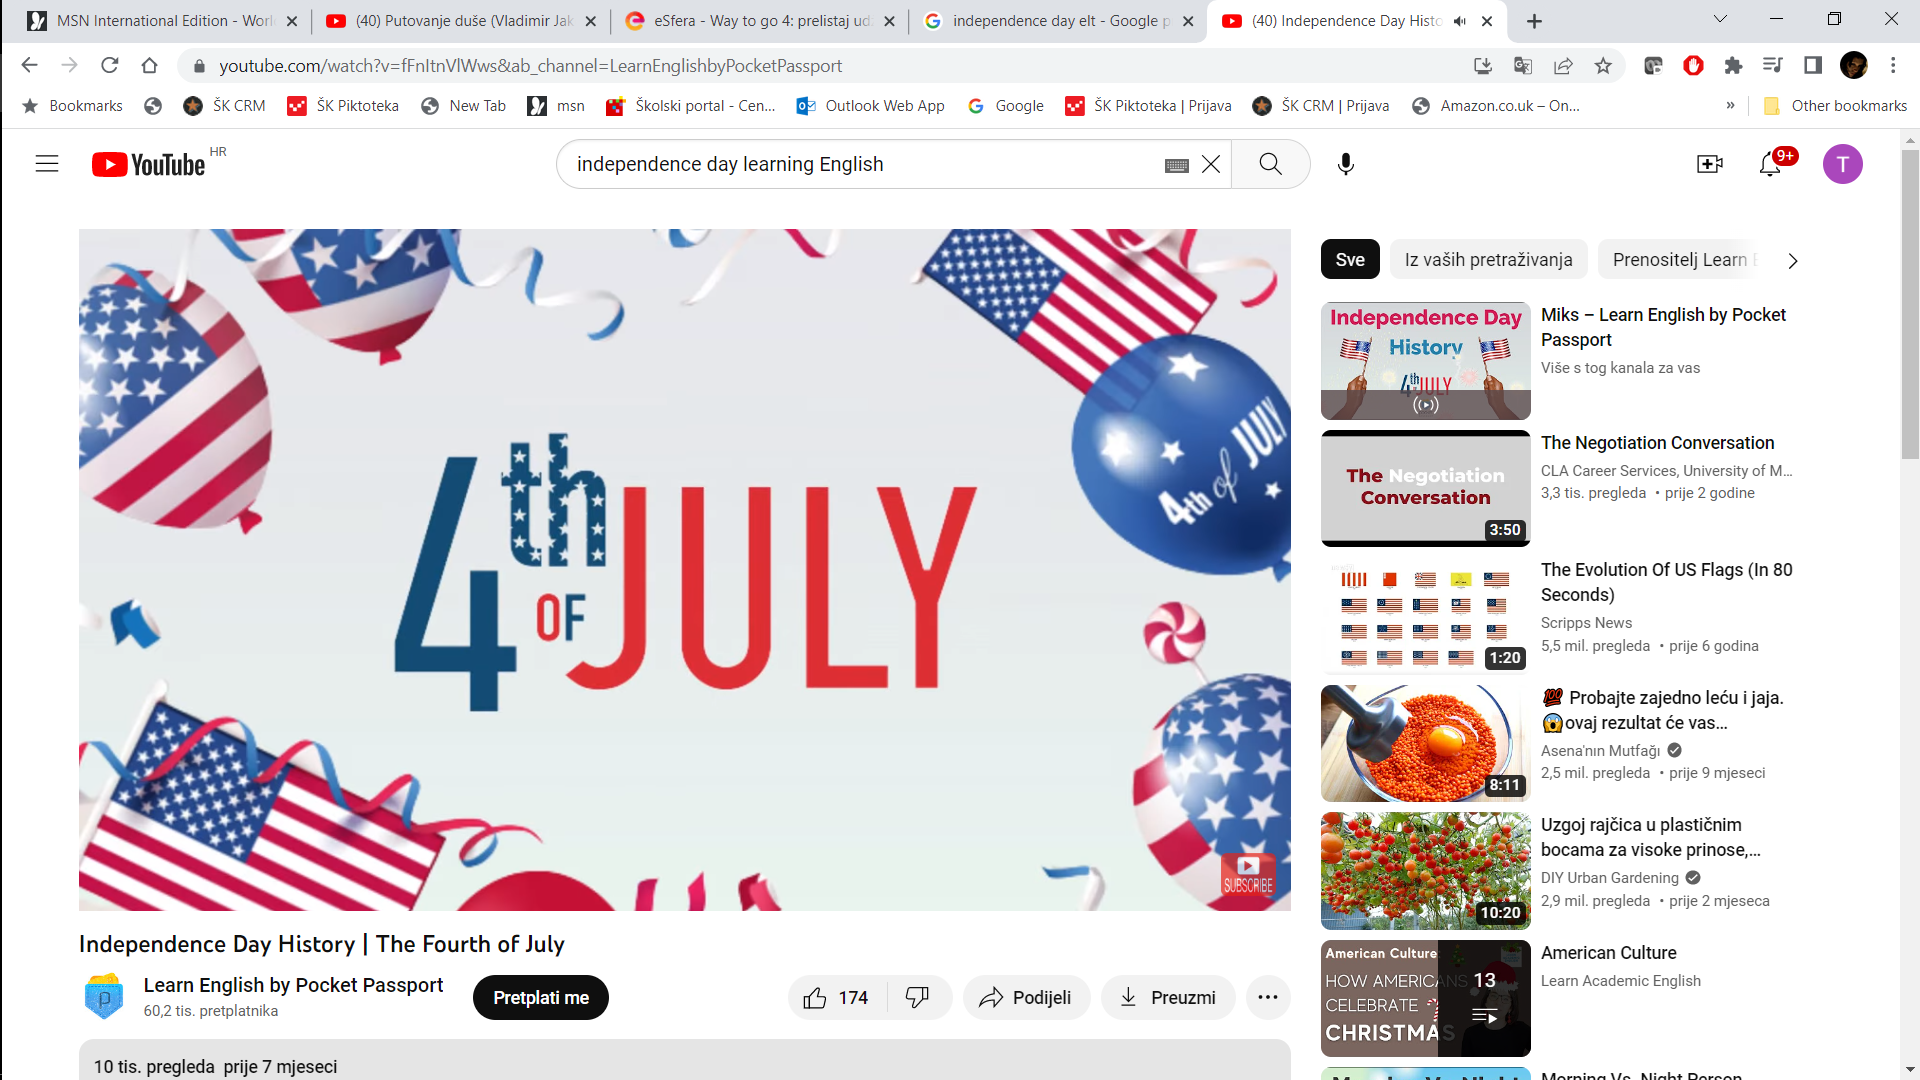 MSN International Edition - Worl
(40) Putovanje duše (Vladimir Jak
eSfera - Way to go 4: prelistaj ud
independence day elt - Google p
(40) Independence Day Histo
youtube.com/watch?v=fFnItnVlWws&ab_channel=LearnEnglishbyPocketPassport
Bookmarks
ŠK CRM
ŠK Piktoteka
New Tab
msn
Školski portal - Cen...
Outlook Web App
Google
ŠK Piktoteka | Prijava
ŠK CRM | Prijava
Amazon.co.uk – On...
»
Other bookmarks
YouTube HR
independence day learning English
9+
T
4th OF JULY
4th of JULY
SUBSCRIBE
Independence Day History | The Fourth of July
Learn English by Pocket Passport
60,2 tis. pretplatnika
Pretplati me
174
Podijeli
Preuzmi
10 tis. pregleda prije 7 mjeseci
Sve
Iz vaših pretraživanja
Prenositelj Learn E
Independence Day
History
4th JULY
Miks – Learn English by Pocket
Passport
Više s tog kanala za vas
The Negotiation
Conversation
3:50
The Negotiation Conversation
CLA Career Services, University of M...
3,3 tis. pregleda • prije 2 godine
1:20
The Evolution Of US Flags (In 80
Seconds)
Scripps News
5,5 mil. pregleda • prije 6 godina
8:11
💯 Probajte zajedno leću i jaja.
😱ovaj rezultat će vas...
Asena'nın Mutfağı
2,5 mil. pregleda • prije 9 mjeseci
10:20
Uzgoj rajčica u plastičnim
bocama za visoke prinose,...
DIY Urban Gardening
2,9 mil. pregleda • prije 2 mjeseca
American Culture
HOW AMERICANS
CELEBRATE
CHRISTMAS
13
American Culture
Learn Academic English
Morning Vs. Night Person